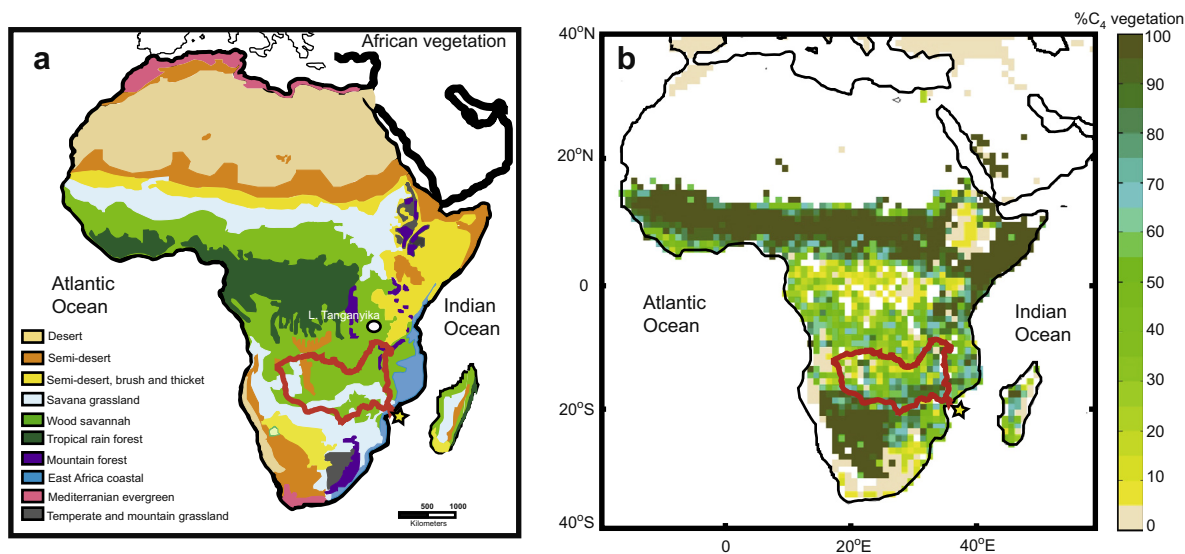 a
African vegetation
Atlantic
Ocean
Indian
Ocean
L. Tanganyika
Desert
Semi-desert
Semi-desert, brush and thicket
Savana grassland
Wood savannah
Tropical rain forest
Mountain forest
East Africa coastal
Mediterranian evergreen
Temperate and mountain grassland
500 1000
Kilometers
b
40°N
20°N
0
20°S
40°S
0
20°E
40°E
Atlantic
Ocean
Indian
Ocean
%C₄ vegetation
100
90
80
70
60
50
40
30
20
10
0